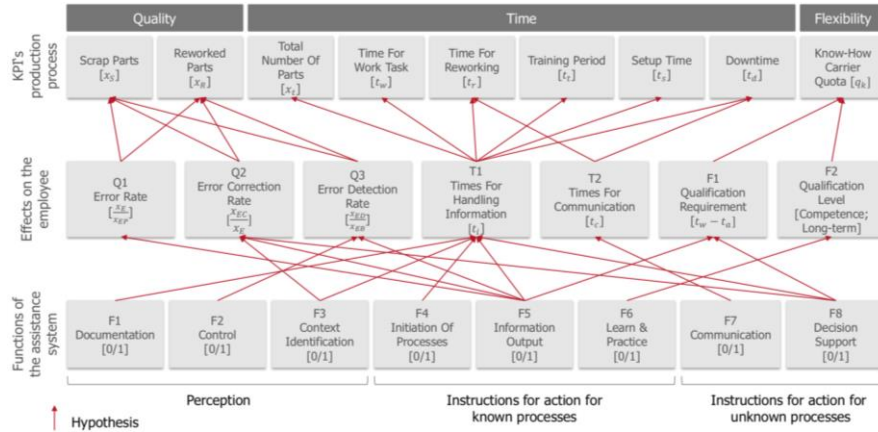 Quality Time Flexibility
KPI's
production
process
Scrap Parts
[x_S]
Reworked
Parts
[x_R]
Total
Number Of
Parts
[x_t]
Time For
Work Task
[t_w]
Time For
Reworking
[t_r]
Training Period
[t_t]
Setup Time
[t_s]
Downtime
[t_d]
Know-How
Carrier
Quota [q_k]
Effects on the
employee
Q1
Error Rate
[x_E/x_EP]
Q2
Error Correction
Rate
[x_EC/x_E]
Q3
Error Detection
Rate
[x_ED/x_EB]
T1
Times For
Handling
Information
[t_i]
T2
Times For
Communication
[t_c]
F1
Qualification
Requirement
[t_w − t_a]
F2
Qualification
Level
[Competence;
Long-term]
Functions of
the assistance
system
F1
Documentation
[0/1]
F2
Control
[0/1]
F3
Context
Identification
[0/1]
F4
Initiation Of
Processes
[0/1]
F5
Information
Output
[0/1]
F6
Learn &
Practice
[0/1]
F7
Communication
[0/1]
F8
Decision
Support
[0/1]
Perception
Instructions for action for
known processes
Instructions for action for
unknown processes
Hypothesis